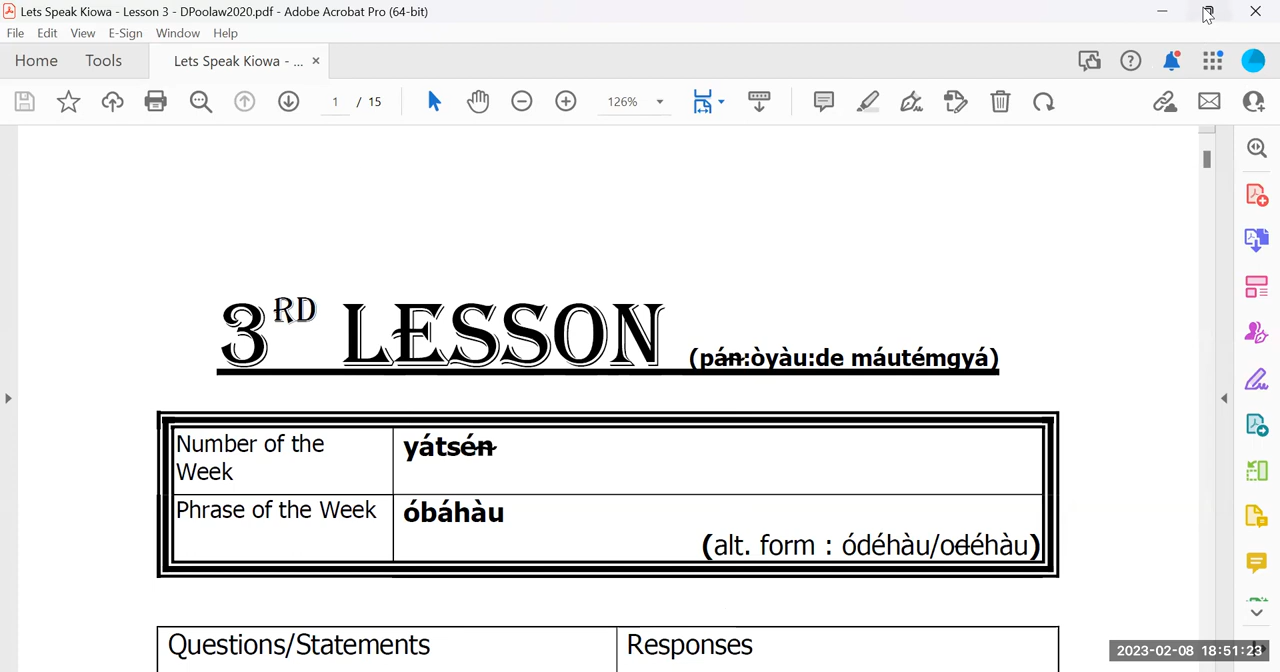 Lets Speak Kiowa - Lesson 3 - DPoolaw2020.pdf - Adobe Acrobat Pro (64-bit)
File Edit View E-Sign Window Help
Home Tools Lets Speak Kiowa - ... ×
1 / 15 126%
3RD LESSON (pá̶n̶:òyàu:de máutémgyá)
Number of the Week yátsén̶
Phrase of the Week óbáhàu
(alt. form : ódéhàu/od̶éhàu)
Questions/Statements Responses
2023-02-08 18:51:23